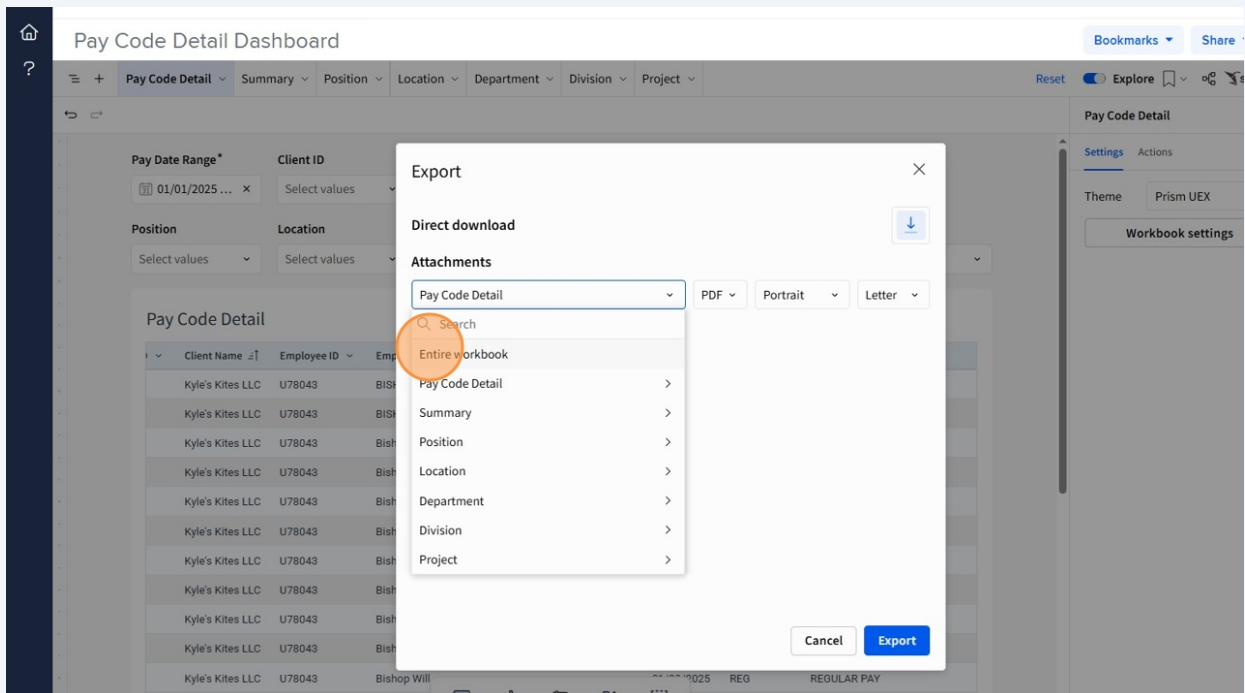 Pay Code Detail Dashboard
Bookmarks
Share
Pay Code Detail
Summary
Position
Location
Department
Division
Project
Reset
Explore
Pay Code Detail
Settings
Actions
Theme
Prism UEX
Workbook settings
Pay Date Range*
Client ID
01/01/2025 ...
Select values
Position
Location
Select values
Select values
Export
Direct download
Attachments
Pay Code Detail
PDF
Portrait
Letter
Search
Entire workbook
Pay Code Detail
Summary
Position
Location
Department
Division
Project
Cancel
Export
Pay Code Detail
Client Name
Employee ID
Kyle's Kites LLC U78043
Kyle's Kites LLC U78043
Kyle's Kites LLC U78043
Kyle's Kites LLC U78043
Kyle's Kites LLC U78043
Kyle's Kites LLC U78043
Kyle's Kites LLC U78043
Kyle's Kites LLC U78043
Kyle's Kites LLC U78043
Kyle's Kites LLC U78043
Kyle's Kites LLC U78043 Bishop Will REG REGULAR PAY